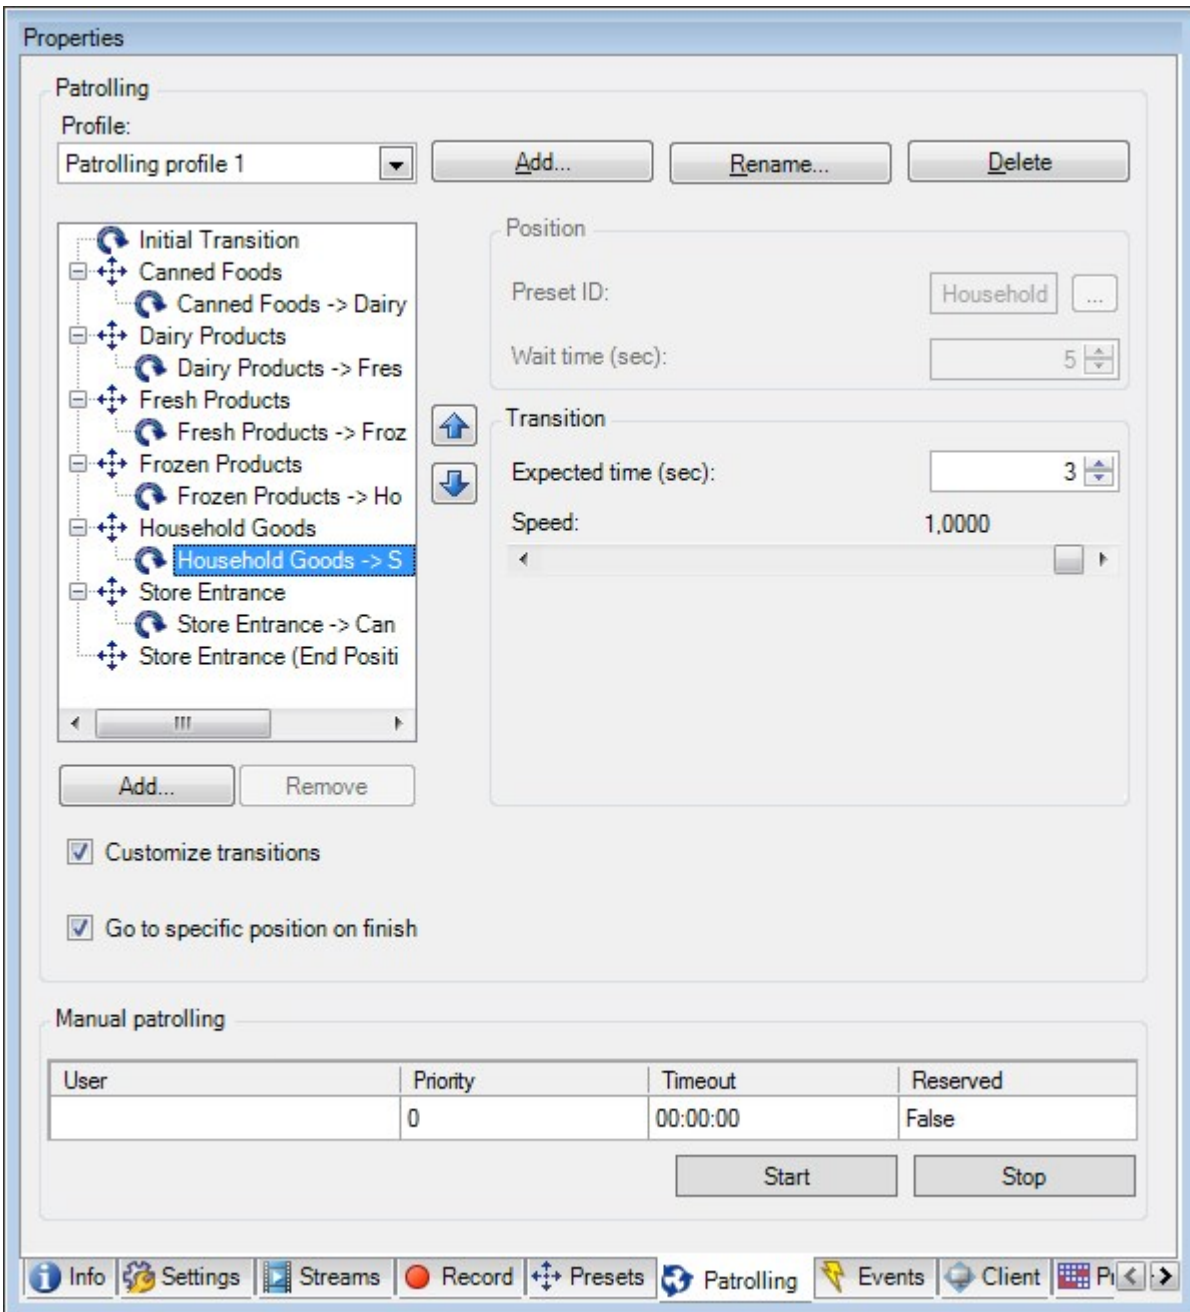 Properties
Patrolling
Profile:
Patrolling profile 1
Add...
Rename...
Delete
Initial Transition
Canned Foods
Canned Foods -> Dairy
Dairy Products
Dairy Products -> Fres
Fresh Products
Fresh Products -> Froz
Frozen Products
Frozen Products -> Ho
Household Goods
Household Goods -> S
Store Entrance
Store Entrance -> Can
Store Entrance (End Positi
Add...
Remove
Position
Preset ID:
Household
...
Wait time (sec):
5
Transition
Expected time (sec):
3
Speed:
1,0000
Customize transitions
Go to specific position on finish
Manual patrolling
User Priority Timeout Reserved
0 00:00:00 False
Start
Stop
Info Settings Streams Record Presets Patrolling Events Client